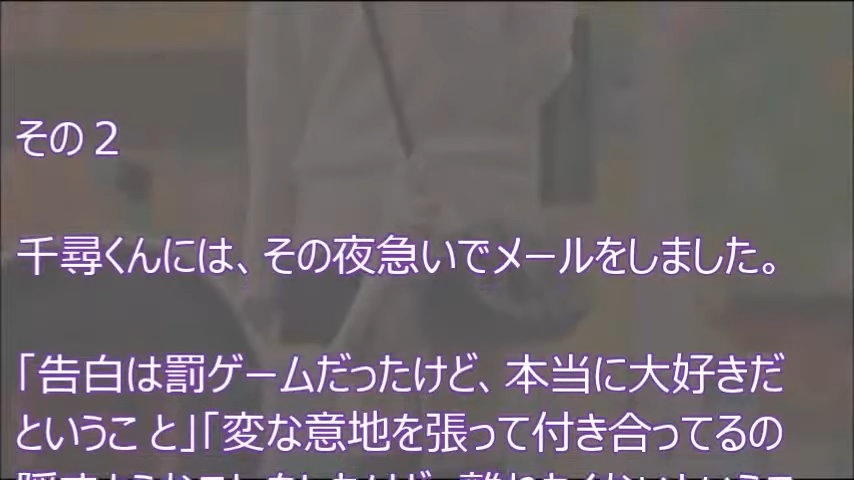 その２
千尋くんには、その夜急いでメールをしました。
「告白は罰ゲームだったけど、本当に大好きだ
ということ」「変な意地を張って付き合ってるの